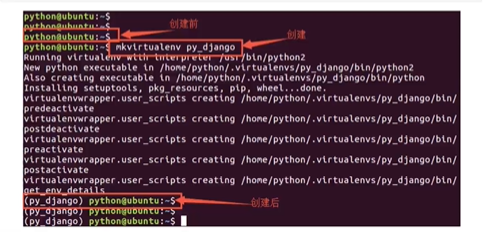 python@ubuntu:~$
python@ubuntu:~$ 创建前
python@ubuntu:~$ 创建
python@ubuntu:~$ mkvirtualenv py_django
Running virtualenv with interpreter /usr/bin/python2
New python executable in /home/python/.virtualenvs/py_django/bin/python2
Also creating executable in /home/python/.virtualenvs/py_django/bin/python
Installing setuptools, pkg_resources, pip, wheel...done.
virtualenvwrapper.user_scripts creating /home/python/.virtualenvs/py_django/bin/
predeactivate
virtualenvwrapper.user_scripts creating /home/python/.virtualenvs/py_django/bin/
postdeactivate
virtualenvwrapper.user_scripts creating /home/python/.virtualenvs/py_django/bin/
preactivate
virtualenvwrapper.user_scripts creating /home/python/.virtualenvs/py_django/bin/
postactivate
virtualenvwrapper.user_scripts creating /home/python/.virtualenvs/py_django/bin/
get_env_details
(py_django) python@ubuntu:~$ 创建后
(py_django) python@ubuntu:~$
(py_django) python@ubuntu:~$